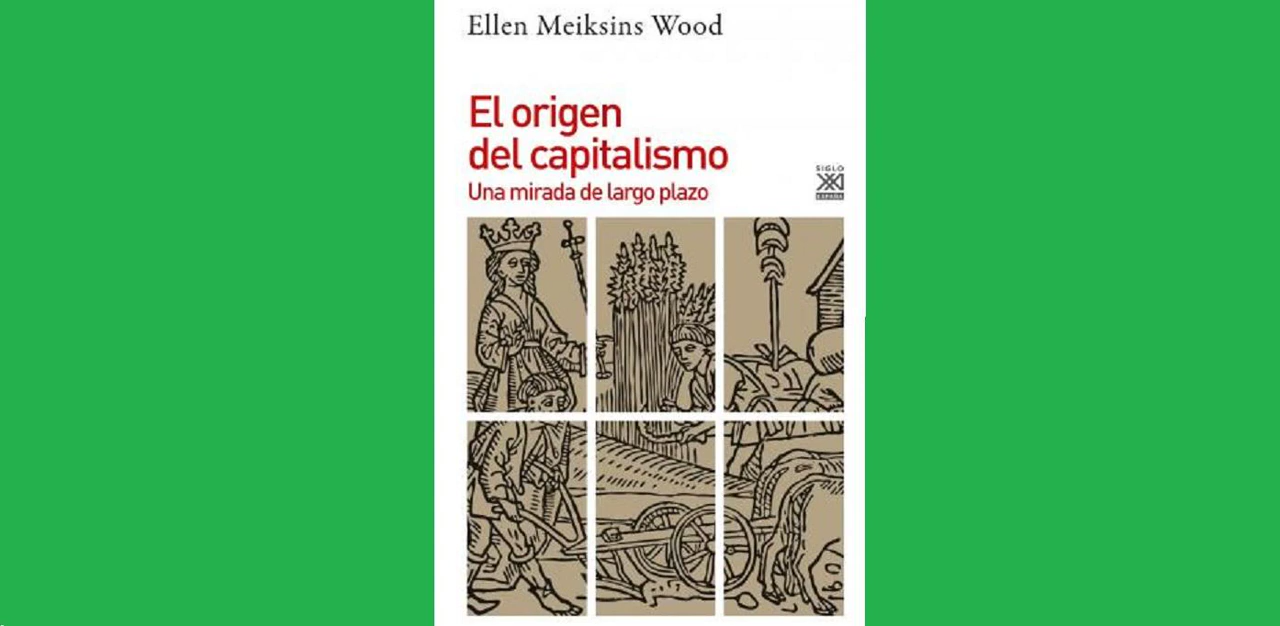 Ellen Meiksins Wood
El origen
del capitalismo
Una mirada de largo plazo
SIGLO
XXI
ESPAÑA